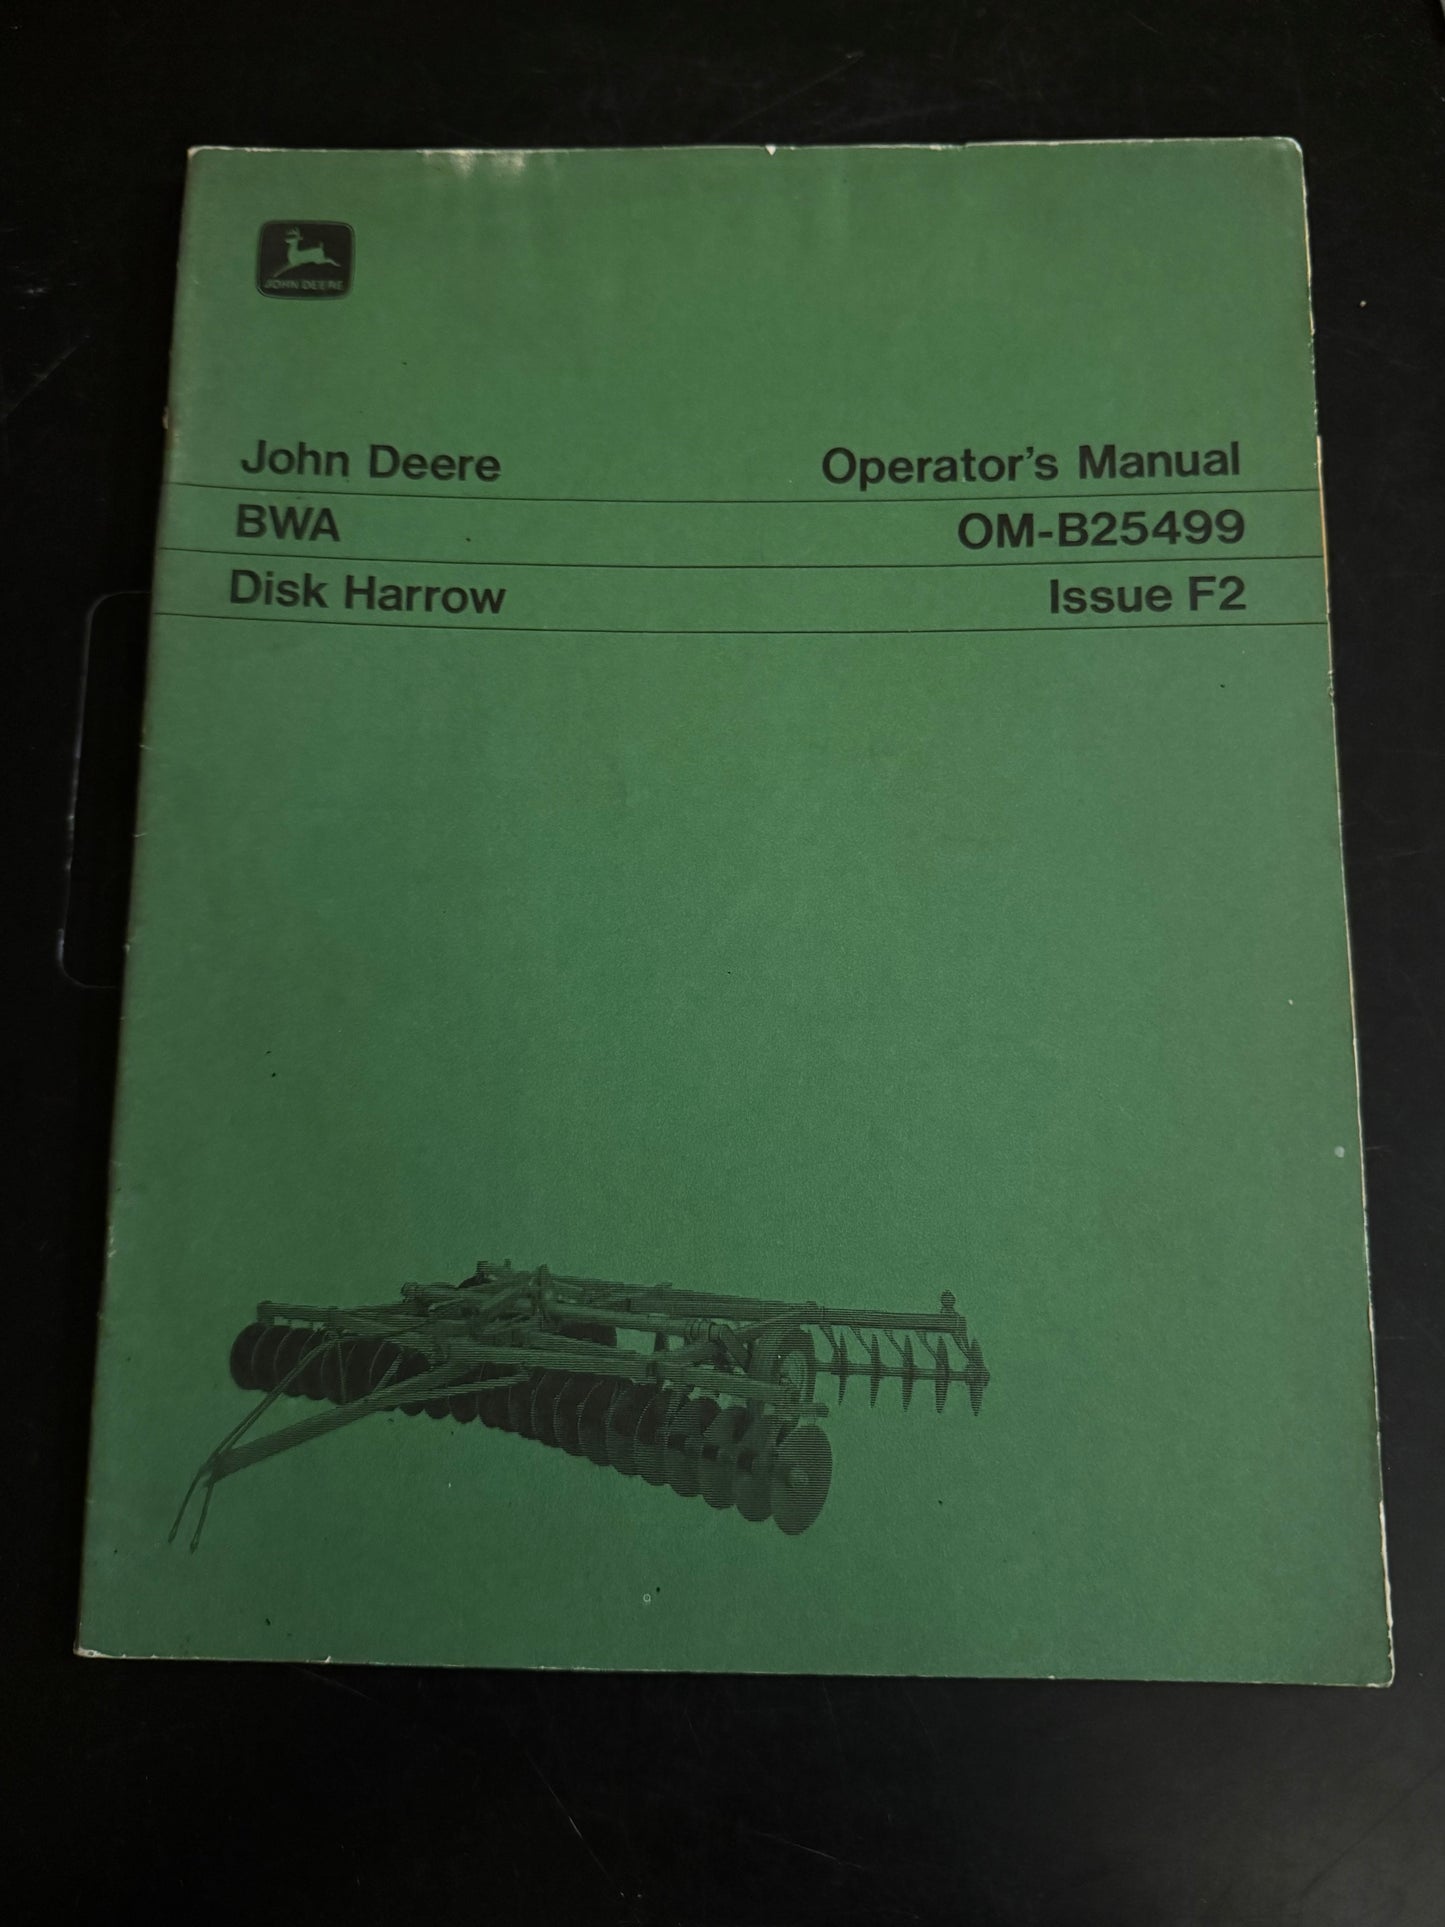 JOHN DEERE
John Deere Operator's Manual
BWA OM-B25499
Disk Harrow Issue F2